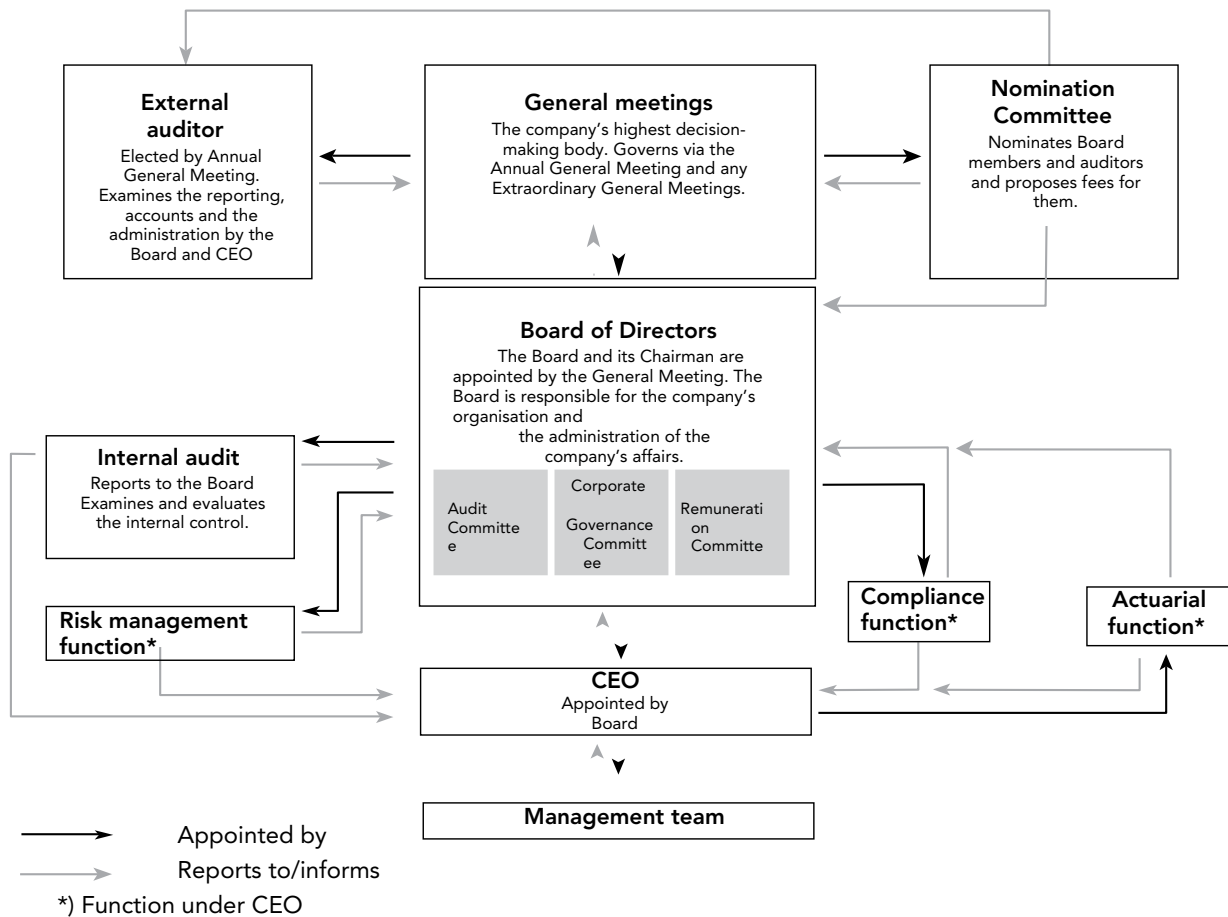 External
auditor
Elected by Annual
General Meeting.
Examines the reporting,
accounts and the
administration by the
Board and CEO
General meetings
The company's highest decision-
making body. Governs via the
Annual General Meeting and any
Extraordinary General Meetings.
Nomination
Committee
Nominates Board
members and auditors
and proposes fees for
them.
Board of Directors
The Board and its Chairman are
appointed by the General Meeting. The
Board is responsible for the company's
organisation and
the administration of the
company's affairs.
Audit
Committe
e
Corporate
Governance
Committ
ee
Remunerati
on
Committe
Internal audit
Reports to the Board
Examines and evaluates
the internal control.
Risk management
function*
Compliance
function*
Actuarial
function*
CEO
Appointed by
Board
Management team
Appointed by
Reports to/informs
*) Function under CEO